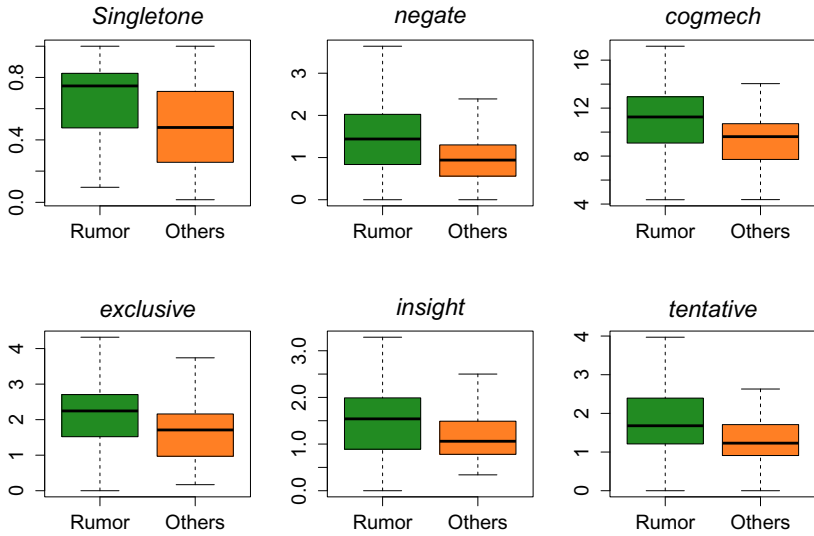 Singletone
negate
cogmech
0.8
0.4
0.0
3
2
1
0
16
12
8
4
Rumor Others
Rumor Others
Rumor Others
exclusive
insight
tentative
4
3
2
1
0
3.0
2.0
1.0
0.0
4
3
2
1
0
Rumor Others
Rumor Others
Rumor Others